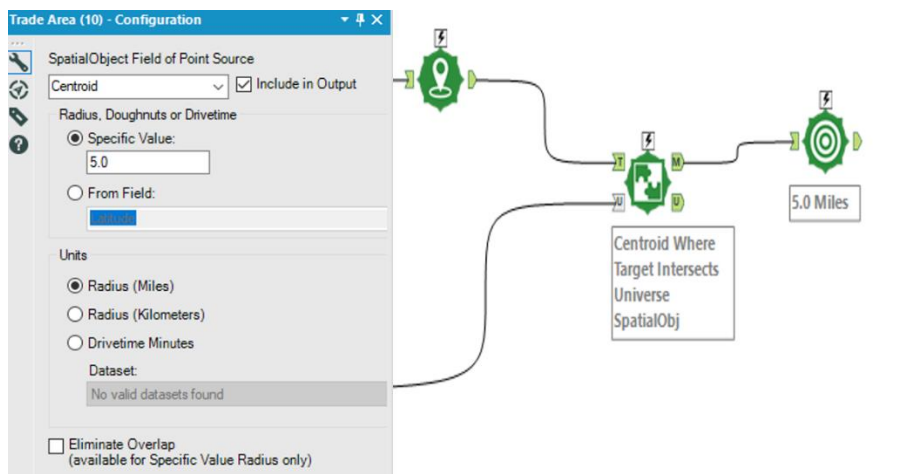 Trade Area (10) - Configuration
SpatialObject Field of Point Source
Centroid
Include in Output
Radius, Doughnuts or Drivetime
Specific Value:
5.0
From Field:
Latitude
Units
Radius (Miles)
Radius (Kilometers)
Drivetime Minutes
Dataset:
No valid datasets found
Eliminate Overlap
(available for Specific Value Radius only)
T
M
U
U
Centroid Where
Target Intersects
Universe
SpatialObj
5.0 Miles